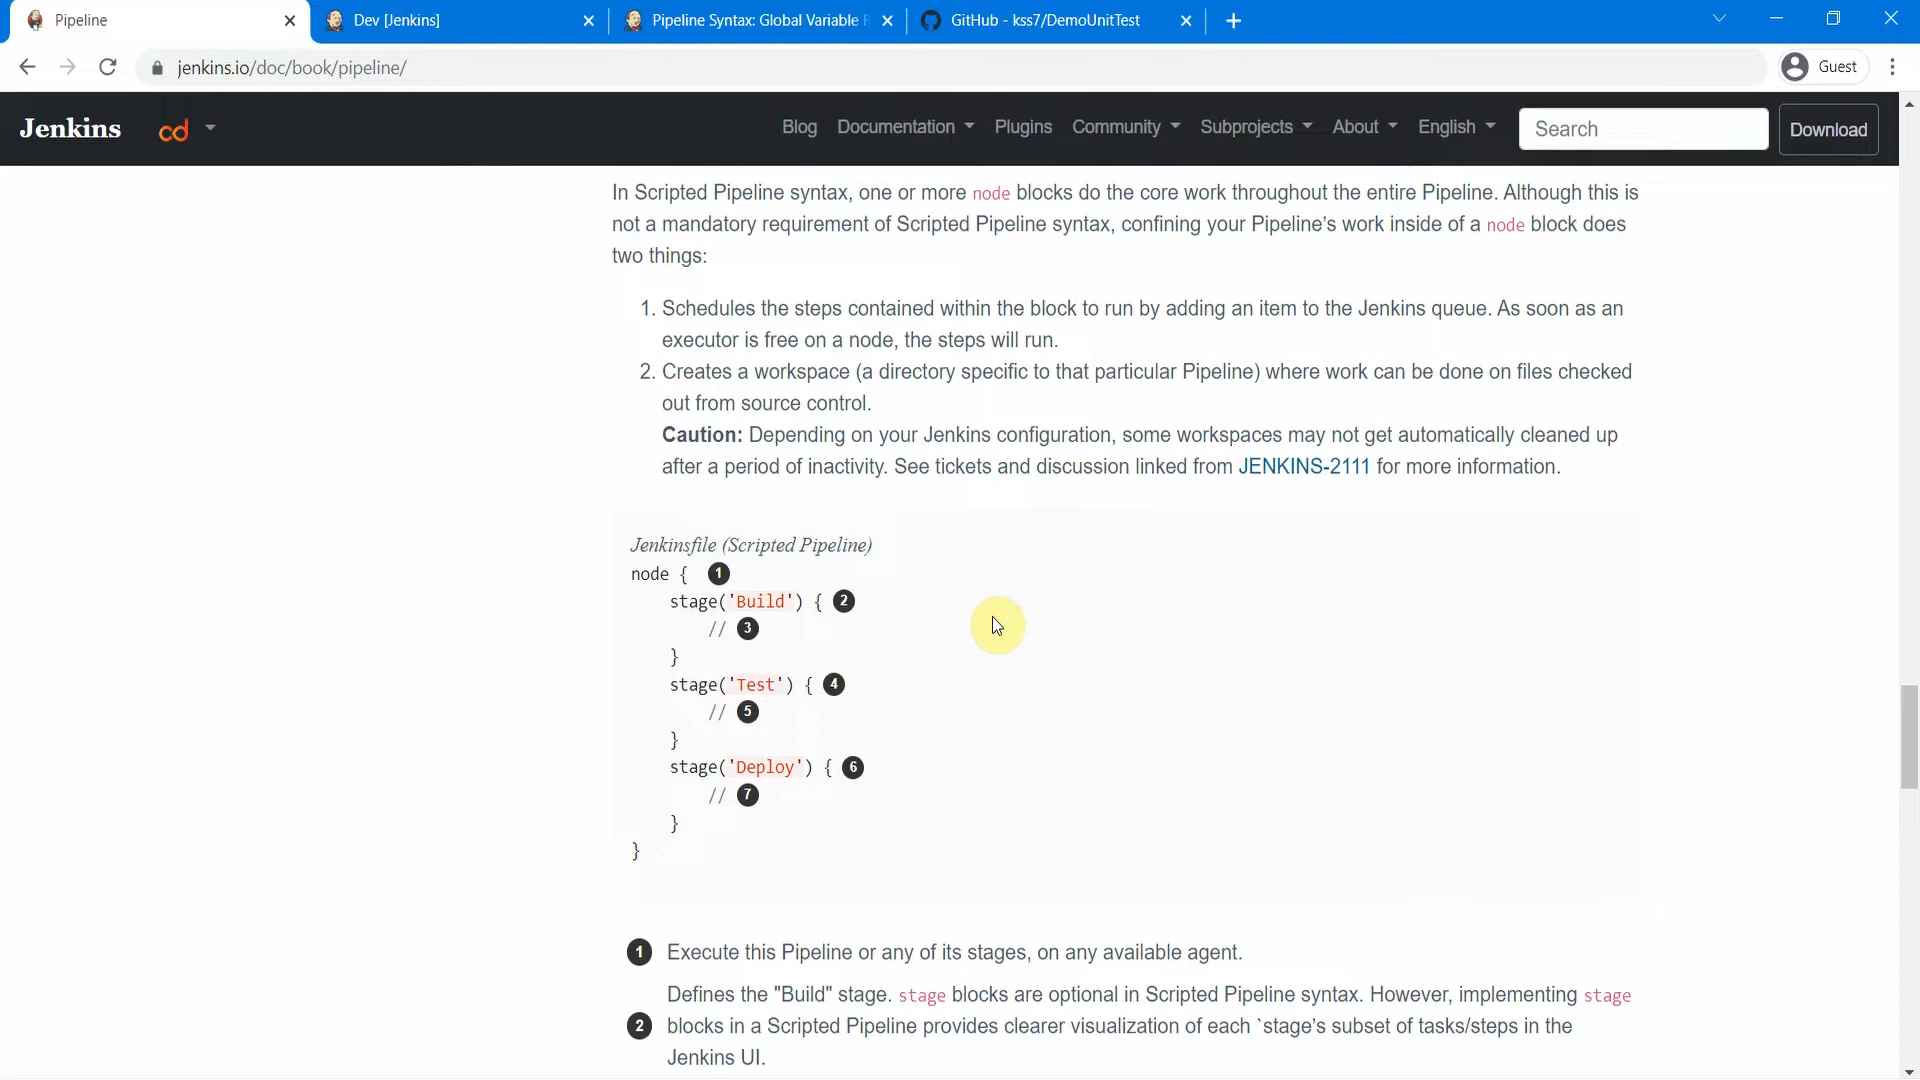 Pipeline
Dev [Jenkins]
Pipeline Syntax: Global Variable R
GitHub - kss7/DemoUnitTest
jenkins.io/doc/book/pipeline/
Guest
Jenkins
cd
Blog
Documentation
Plugins
Community
Subprojects
About
English
Search
Download
In Scripted Pipeline syntax, one or more node blocks do the core work throughout the entire Pipeline. Although this is
not a mandatory requirement of Scripted Pipeline syntax, confining your Pipeline’s work inside of a node block does
two things:
1. Schedules the steps contained within the block to run by adding an item to the Jenkins queue. As soon as an
executor is free on a node, the steps will run.
2. Creates a workspace (a directory specific to that particular Pipeline) where work can be done on files checked
out from source control.
Caution: Depending on your Jenkins configuration, some workspaces may not get automatically cleaned up
after a period of inactivity. See tickets and discussion linked from JENKINS-2111 for more information.
Jenkinsfile (Scripted Pipeline)
node { 1
stage('Build') { 2
// 3
}
stage('Test') { 4
// 5
}
stage('Deploy') { 6
// 7
}
}
1 Execute this Pipeline or any of its stages, on any available agent.
Defines the "Build" stage. stage blocks are optional in Scripted Pipeline syntax. However, implementing stage
2 blocks in a Scripted Pipeline provides clearer visualization of each `stage’s subset of tasks/steps in the
Jenkins UI.